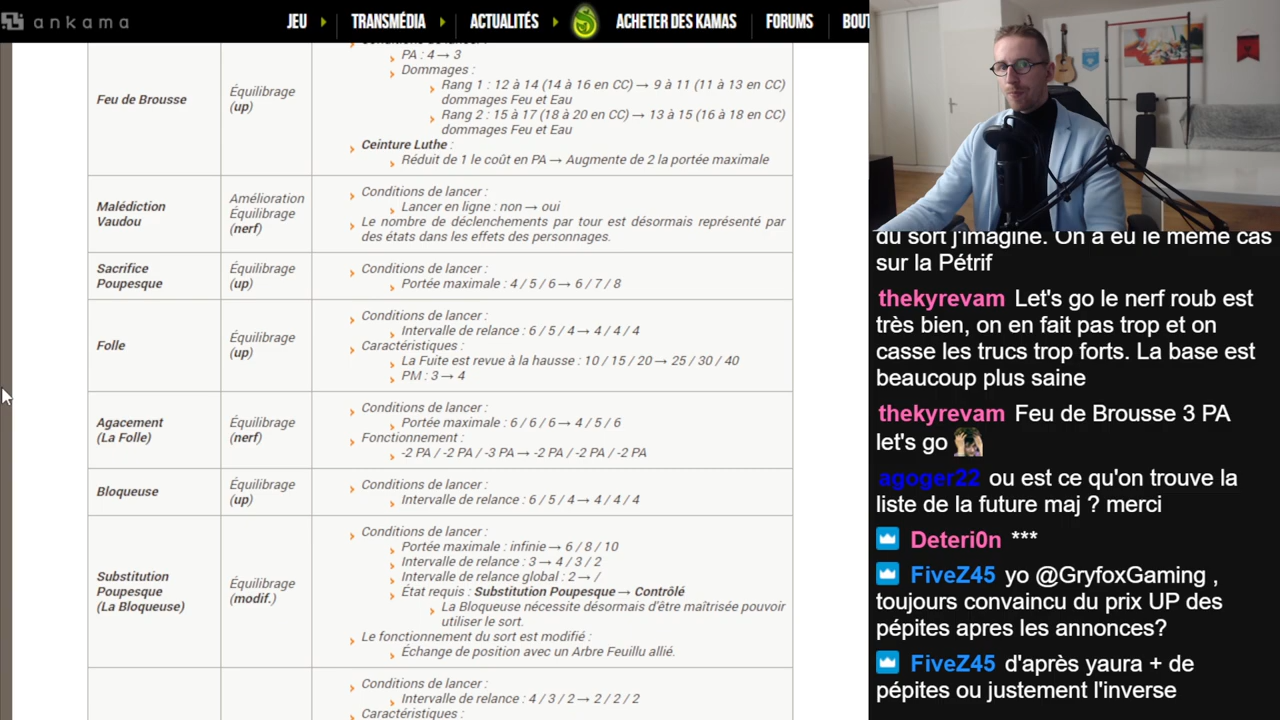 ankama
JEU
TRANSMÉDIA
ACTUALITÉS
ACHETER DES KAMAS
FORUMS
BOUT
Conditions de lancer :
PA : 4 → 3
Dommages :
Feu de Brousse
Équilibrage
(up)
Rang 1 : 12 à 14 (14 à 16 en CC) → 9 à 11 (11 à 13 en CC)
dommages Feu et Eau
Rang 2 : 15 à 17 (18 à 20 en CC) → 13 à 15 (16 à 18 en CC)
dommages Feu et Eau
Ceinture Luthe :
Réduit de 1 le coût en PA → Augmente de 2 la portée maximale
Malédiction
Vaudou
Amélioration
Équilibrage
(nerf)
Conditions de lancer :
Lancer en ligne : non → oui
Le nombre de déclenchements par tour est désormais représenté par
des états dans les effets des personnages.
Sacrifice
Poupesque
Équilibrage
(up)
Conditions de lancer :
Portée maximale : 4 / 5 / 6 → 6 / 7 / 8
Folle
Équilibrage
(up)
Conditions de lancer :
Intervalle de relance : 6 / 5 / 4 → 4 / 4 / 4
Caractéristiques :
La Fuite est revue à la hausse : 10 / 15 / 20 → 25 / 30 / 40
PM : 3 → 4
Agacement
(La Folle)
Équilibrage
(nerf)
Conditions de lancer :
Portée maximale : 6 / 6 / 6 → 4 / 5 / 6
Fonctionnement :
-2 PA / -2 PA / -3 PA → -2 PA / -2 PA / -2 PA
Bloqueuse
Équilibrage
(up)
Conditions de lancer :
Intervalle de relance : 6 / 5 / 4 → 4 / 4 / 4
Substitution
Poupesque
(La Bloqueuse)
Équilibrage
(modif.)
Conditions de lancer :
Portée maximale : infinie → 6 / 8 / 10
Intervalle de relance : 3 → 4 / 3 / 2
Intervalle de relance global : 2 → /
État requis : Substitution Poupesque → Contrôlé
La Bloqueuse nécessite désormais d'être maîtrisée pouvoir
utiliser le sort.
Le fonctionnement du sort est modifié :
Échange de position avec un Arbre Feuillu allié.
Conditions de lancer :
Intervalle de relance : 4 / 3 / 2 → 2 / 2 / 2
Caractéristiques :
du sort j'imagine. On a eu le même cas
sur la Pétrif
thekyrevam Let's go le nerf roub est
très bien, on en fait pas trop et on
casse les trucs trop forts. La base est
beaucoup plus saine
thekyrevam Feu de Brousse 3 PA
let's go
agoger22 ou est ce qu'on trouve la
liste de la future maj ? merci
Deteri0n ***
FiveZ45 yo @GryfoxGaming ,
toujours convaincu du prix UP des
pépites apres les annonces?
FiveZ45 d'après yaura + de
pépites ou justement l'inverse